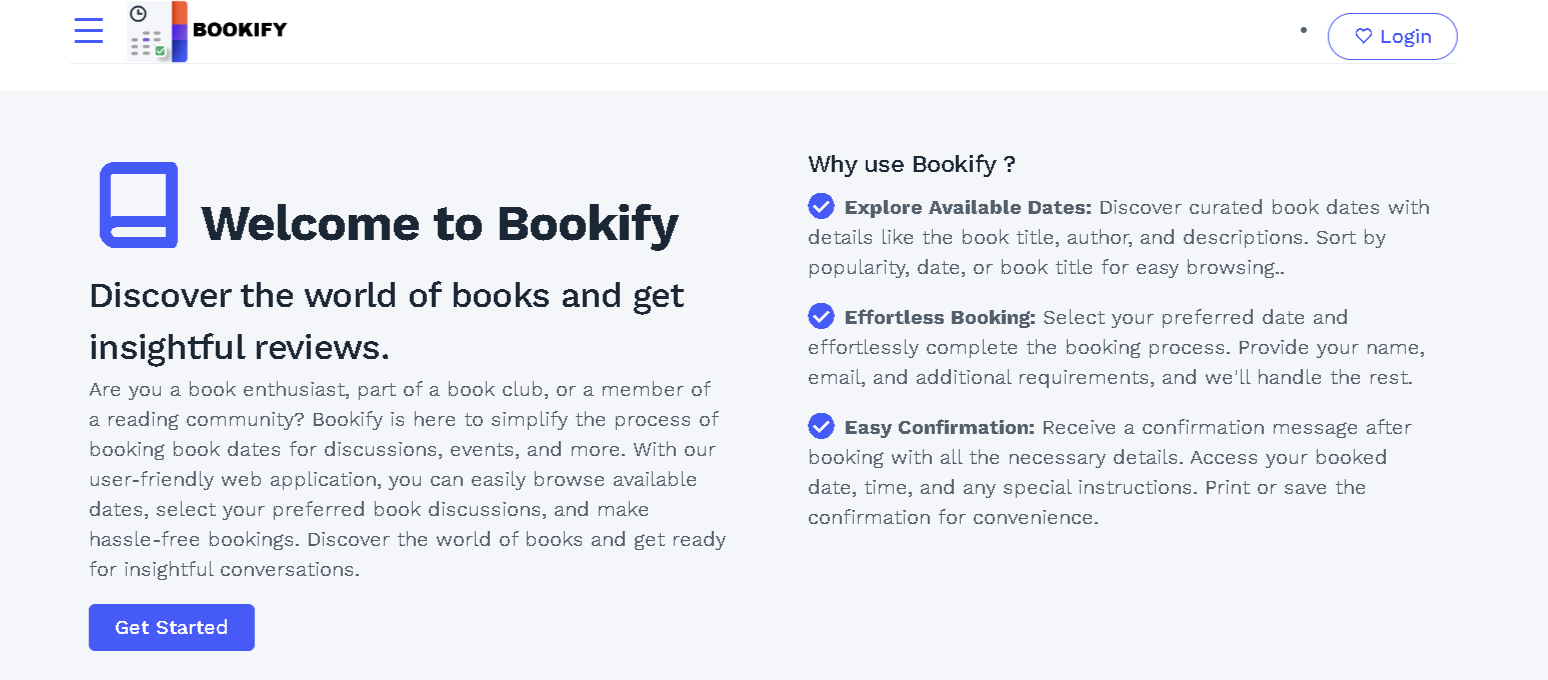 BOOKIFY
Login
Welcome to Bookify
Discover the world of books and get
insightful reviews.
Are you a book enthusiast, part of a book club, or a member of
a reading community? Bookify is here to simplify the process of
booking book dates for discussions, events, and more. With our
user-friendly web application, you can easily browse available
dates, select your preferred book discussions, and make
hassle-free bookings. Discover the world of books and get ready
for insightful conversations.
Get Started
Why use Bookify ?
Explore Available Dates: Discover curated book dates with
details like the book title, author, and descriptions. Sort by
popularity, date, or book title for easy browsing..
Effortless Booking: Select your preferred date and
effortlessly complete the booking process. Provide your name,
email, and additional requirements, and we'll handle the rest.
Easy Confirmation: Receive a confirmation message after
booking with all the necessary details. Access your booked
date, time, and any special instructions. Print or save the
confirmation for convenience.